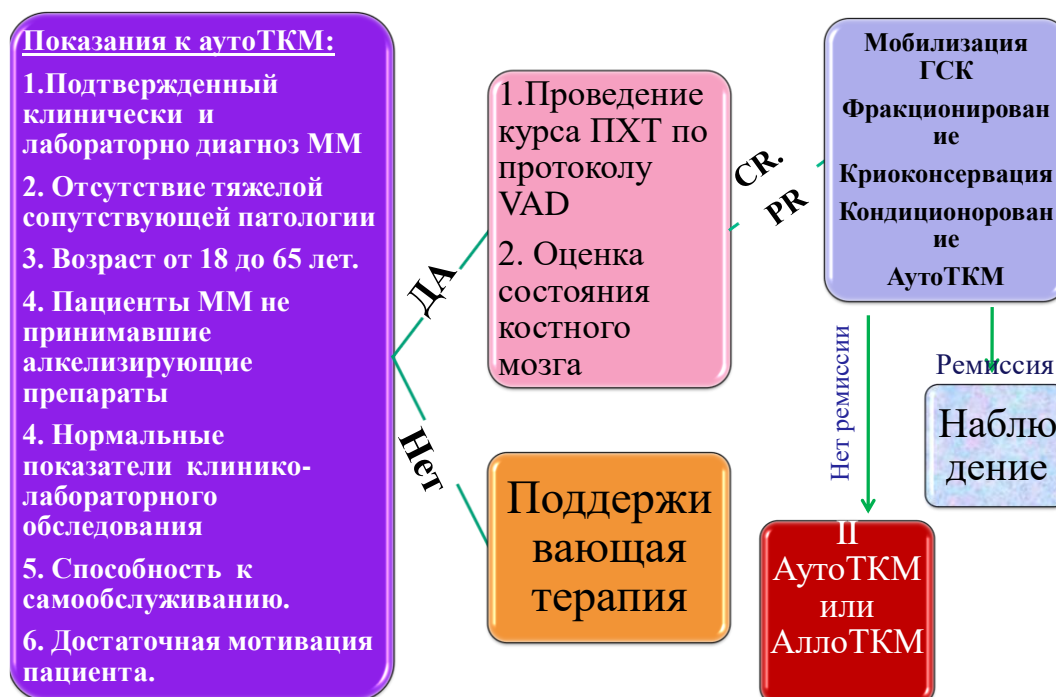 Показания к аутоТКМ:
1.Подтвержденный
клинически и
лабораторно диагноз ММ
2. Отсутствие тяжелой
сопутствующей патологии
3. Возраст от 18 до 65 лет.
4. Пациенты ММ не
принимавшие
алкелизирующие
препараты
4. Нормальные
показатели клинико-
лабораторного
обследования
5. Способность к
самообслуживанию.
6. Достаточная мотивация
пациента.
ДА
Нет
1.Проведение
курса ПХТ по
протоколу
VAD
2. Оценка
состояния
костного
мозга
Поддержи
вающая
терапия
CR.
PR
Мобилизация
ГСК
Фракционирован
ие
Криоконсервация
Кондиционорован
ие
АутоТКМ
Нет ремиссии
Ремиссия
Наблю
дение
II
АутоТКМ
или
АллоТКМ